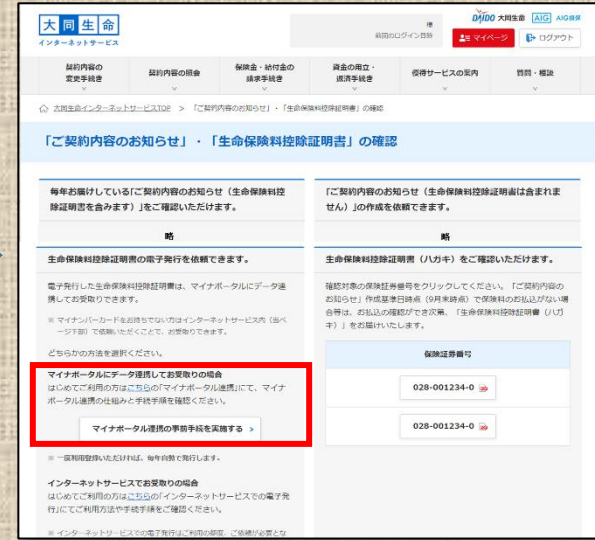 大同生命
インターネットサービス
様
前回のログイン日時
DAIDO 大同生命 AIG AIG損保
マイページ
ログアウト
契約内容の
変更手続き
契約内容の照会
保険金・給付金の
請求手続き
資金の用立・
返済手続き
優待サービスの案内
質問・相談
大同生命インターネットサービスTOP > 「ご契約内容のお知らせ」・「生命保険料控除証明書」の確認
「ご契約内容のお知らせ」・「生命保険料控除証明書」の確認
毎年お届けしている「ご契約内容のお知らせ（生命保険料控
除証明書を含みます）」をご確認いただけます。
略
生命保険料控除証明書の電子発行を依頼できます。
電子発行した生命保険料控除証明書は、マイナポータルにデータ連
携してお受取りできます。
※ マイナンバーカードをお持ちでない方はインターネットサービス内（当ペ
ージ下部）で依頼いただくことで、お受取りできます。
どちらかの方法を選択ください。
マイナポータルにデータ連携してお受取りの場合
はじめてご利用の方はこちらの「マイナポータル連携」にて、マイナ
ポータル連携の仕組みと手続手順を確認ください。
マイナポータル連携の事前手続を実施する >
※ 一度利用登録いただければ、毎年自動で発行します。
インターネットサービスでお受取りの場合
はじめてご利用の方はこちらの「インターネットサービスでの電子発
行」にてご利用方法や手続手順をご確認ください。
※ インターネットサービスでの電子発行はご利用の都度、ご依頼が必要とな
「ご契約内容のお知らせ（生命保険料控除証明書は含まれま
せん）」の作成を依頼できます。
略
生命保険料控除証明書（ハガキ）をご確認いただけます。
確認対象の保険証券番号をクリックしてください。「ご契約内容の
お知らせ」作成基準日時点（9月末時点）で保険料のお払込がない場
合等は、お払込の確認ができ次第、「生命保険料控除証明書（ハガ
キ）」をお届けいたします。
保険証券番号
028-001234-0
028-001234-0